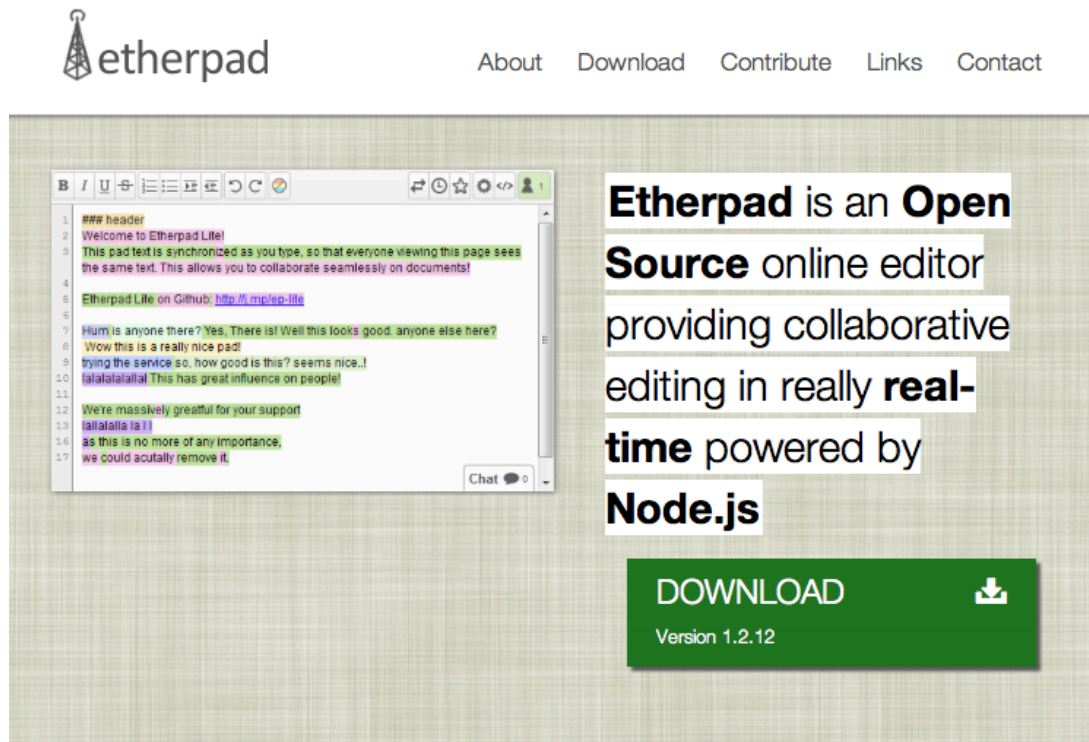 etherpad
About Download Contribute Links Contact
B I U S
1
1 ### header
2 Welcome to Etherpad Lite!
3 This pad text is synchronized as you type, so that everyone viewing this page sees
the same text. This allows you to collaborate seamlessly on documents!
4
5 Etherpad Lite on Github: http://j.mp/ep-lite
6
7 Hum is anyone there? Yes, There is! Well this looks good. anyone else here?
8 Wow this is a really nice pad!
9 trying the service so, how good is this? seems nice..!
10 lalalalalallal This has great influence on people!
11
12 We're massively greatful for your support
13 lallalalla la l l
16 as this is no more of any importance,
17 we could acutally remove it.
Chat 0
Etherpad is an Open
Source online editor
providing collaborative
editing in really real-
time powered by
Node.js
DOWNLOAD
Version 1.2.12